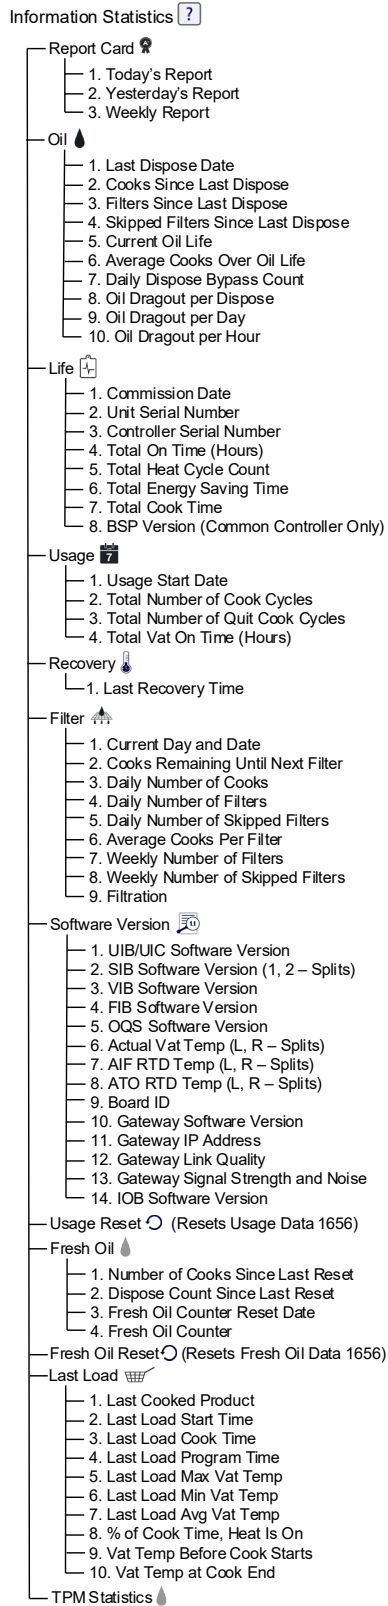 Information Statistics ?
Report Card
1. Today's Report
2. Yesterday's Report
3. Weekly Report
Oil
1. Last Dispose Date
2. Cooks Since Last Dispose
3. Filters Since Last Dispose
4. Skipped Filters Since Last Dispose
5. Current Oil Life
6. Average Cooks Over Oil Life
7. Daily Dispose Bypass Count
8. Oil Dragout per Dispose
9. Oil Dragout per Day
10. Oil Dragout per Hour
Life
1. Commission Date
2. Unit Serial Number
3. Controller Serial Number
4. Total On Time (Hours)
5. Total Heat Cycle Count
6. Total Energy Saving Time
7. Total Cook Time
8. BSP Version (Common Controller Only)
Usage 7
1. Usage Start Date
2. Total Number of Cook Cycles
3. Total Number of Quit Cook Cycles
4. Total Vat On Time (Hours)
Recovery
1. Last Recovery Time
Filter
1. Current Day and Date
2. Cooks Remaining Until Next Filter
3. Daily Number of Cooks
4. Daily Number of Filters
5. Daily Number of Skipped Filters
6. Average Cooks Per Filter
7. Weekly Number of Filters
8. Weekly Number of Skipped Filters
9. Filtration
Software Version
1. UIB/UIC Software Version
2. SIB Software Version (1, 2 – Splits)
3. VIB Software Version
4. FIB Software Version
5. OQS Software Version
6. Actual Vat Temp (L, R – Splits)
7. AIF RTD Temp (L, R – Splits)
8. ATO RTD Temp (L, R – Splits)
9. Board ID
10. Gateway Software Version
11. Gateway IP Address
12. Gateway Link Quality
13. Gateway Signal Strength and Noise
14. IOB Software Version
Usage Reset (Resets Usage Data 1656)
Fresh Oil
1. Number of Cooks Since Last Reset
2. Dispose Count Since Last Reset
3. Fresh Oil Counter Reset Date
4. Fresh Oil Counter
Fresh Oil Reset (Resets Fresh Oil Data 1656)
Last Load
1. Last Cooked Product
2. Last Load Start Time
3. Last Load Cook Time
4. Last Load Program Time
5. Last Load Max Vat Temp
6. Last Load Min Vat Temp
7. Last Load Avg Vat Temp
8. % of Cook Time, Heat Is On
9. Vat Temp Before Cook Starts
10. Vat Temp at Cook End
TPM Statistics